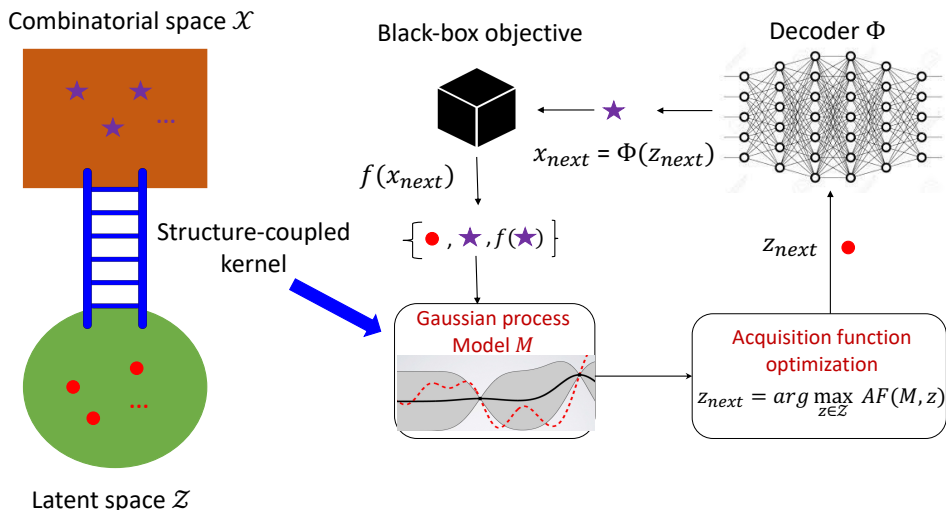 Combinatorial space 𝒳
...
Structure-coupled
kernel
...
Latent space 𝒵
Black-box objective
Decoder Φ
x_next = Φ(z_next)
f(x_next)
{ , , f( ) }
Gaussian process
Model M
Acquisition function
optimization
z_next = arg max z∈𝒵 AF(M, z)
z_next